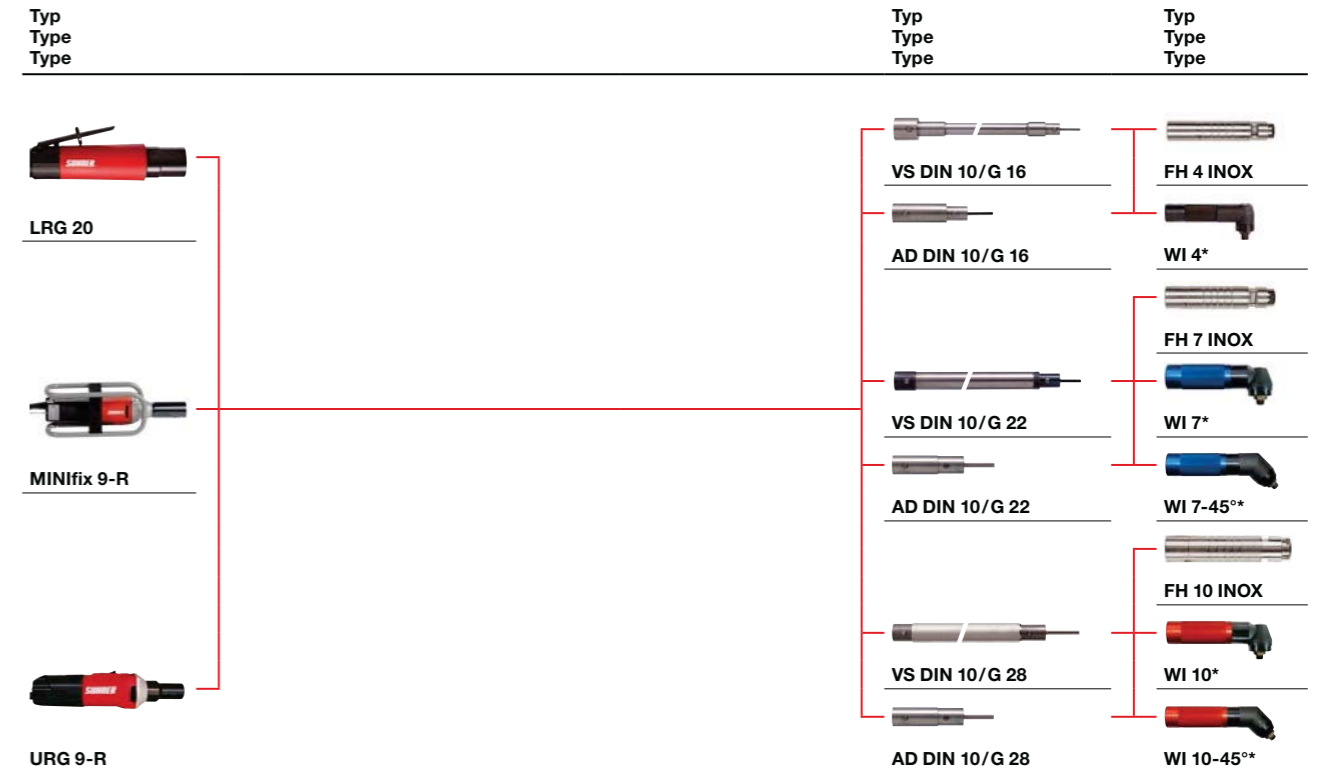 Typ
Type
Type
Typ
Type
Type
Typ
Type
Type
SUHNER
LRG 20
MINIfix 9-R
SUHNER
URG 9-R
VS DIN 10/G 16
AD DIN 10/G 16
VS DIN 10/G 22
AD DIN 10/G 22
VS DIN 10/G 28
AD DIN 10/G 28
FH 4 INOX
WI 4*
FH 7 INOX
WI 7*
WI 7-45°*
FH 10 INOX
WI 10*
WI 10-45°*